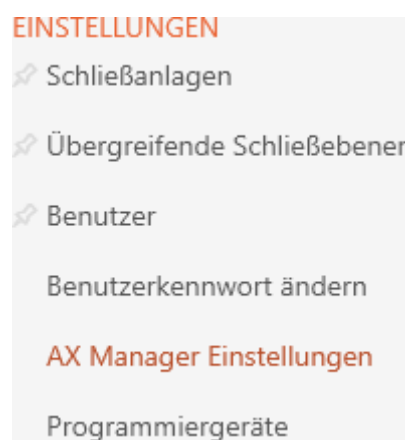 EINSTELLUNGEN
Schließanlagen
Übergreifende Schließebenen
Benutzer
Benutzerkennwort ändern
AX Manager Einstellungen
Programmiergeräte